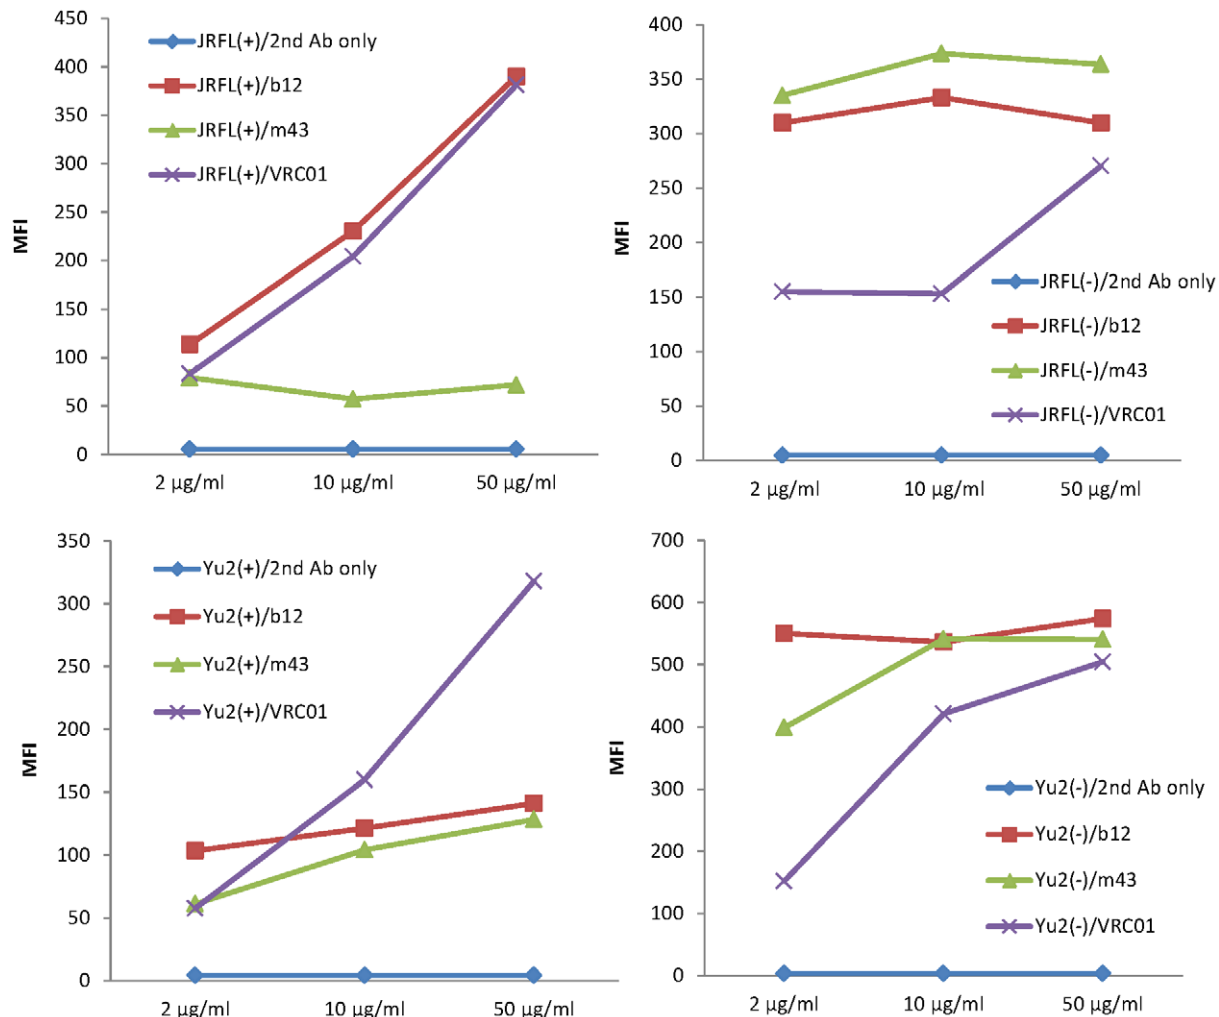 450
400
350
300
250
200
150
100
50
0
MFI
JRFL(+)/2nd Ab only
JRFL(+)/b12
JRFL(+)/m43
JRFL(+)/VRC01
2 µg/ml 10 µg/ml 50 µg/ml
400
350
300
250
200
150
100
50
0
MFI
JRFL(-)/2nd Ab only
JRFL(-)/b12
JRFL(-)/m43
JRFL(-)/VRC01
2 µg/ml 10 µg/ml 50 µg/ml
350
300
250
200
150
100
50
0
MFI
Yu2(+)/2nd Ab only
Yu2(+)/b12
Yu2(+)/m43
Yu2(+)/VRC01
2 µg/ml 10 µg/ml 50 µg/ml
700
600
500
400
300
200
100
0
MFI
Yu2(-)/2nd Ab only
Yu2(-)/b12
Yu2(-)/m43
Yu2(-)/VRC01
2 µg/ml 10 µg/ml 50 µg/ml